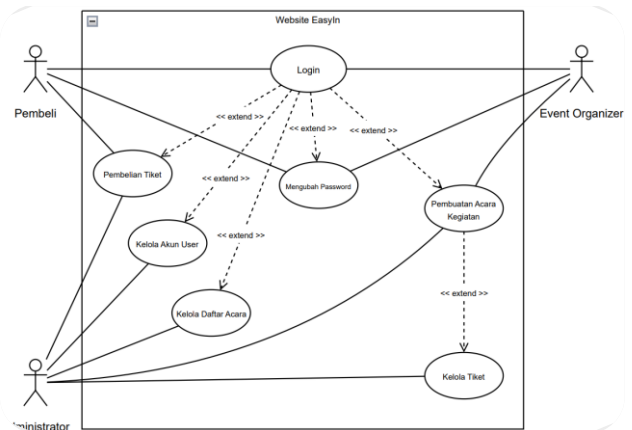 Website EasyIn
Login
Pembeli
Event Organizer
<< extend >>
<< extend >>
<< extend >>
Pembelian Tiket
<< extend >>
Mengubah Password
Pembuatan Acara
Kegiatan
<< extend >>
Kelola Akun User
<< extend >>
Kelola Daftar Acara
Kelola Tiket
ministrator